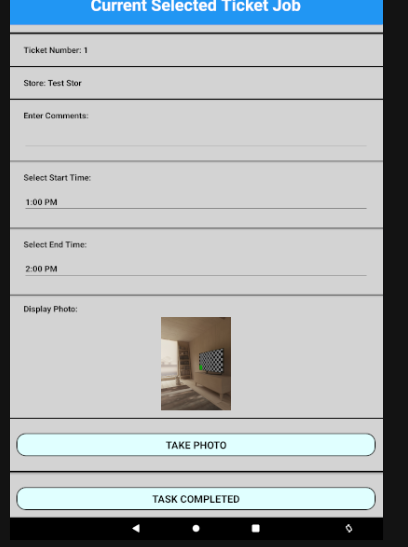 Current Selected Ticket Job
Ticket Number: 1
Store: Test Stor
Enter Comments:
Select Start Time:
1:00 PM
Select End Time:
2:00 PM
Display Photo:
TAKE PHOTO
TASK COMPLETED